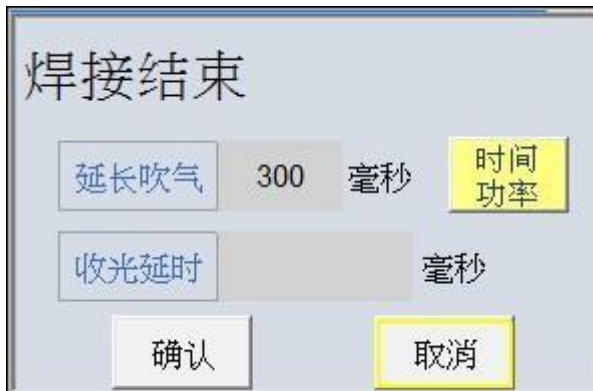 焊接结束
延长吹气 300 毫秒 时间
功率
收光延时 毫秒
确认 取消